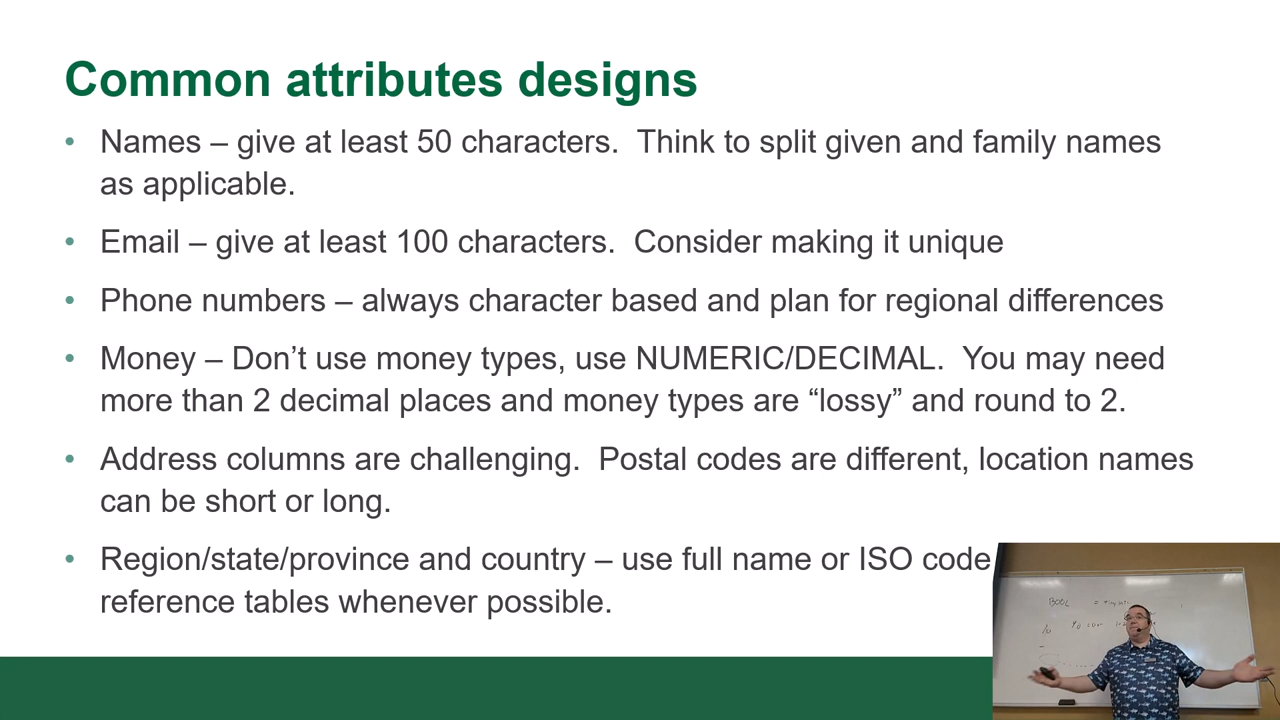 Common attributes designs
• Names – give at least 50 characters.  Think to split given and family names
as applicable.
• Email – give at least 100 characters.  Consider making it unique
• Phone numbers – always character based and plan for regional differences
• Money – Don’t use money types, use NUMERIC/DECIMAL.  You may need
more than 2 decimal places and money types are “lossy” and round to 2.
• Address columns are challenging.  Postal codes are different, location names
can be short or long.
• Region/state/province and country – use full name or ISO code
reference tables whenever possible.
BOOL =